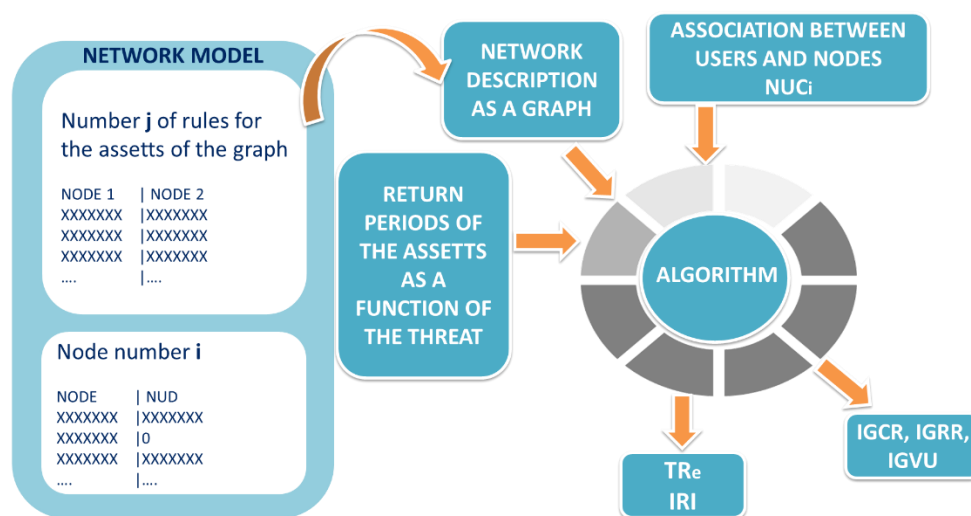 NETWORK MODEL
Number j of rules for
the assetts of the graph
NODE 1 | NODE 2
XXXXXXX |XXXXXXX
XXXXXXX |XXXXXXX
XXXXXXX |XXXXXXX
.... |....
Node number i
NODE | NUD
XXXXXXX |XXXXXXX
XXXXXXX |0
XXXXXXX |XXXXXXX
.... |....
NETWORK
DESCRIPTION
AS A GRAPH
ASSOCIATION BETWEEN
USERS AND NODES
NUCi
RETURN
PERIODS OF
THE ASSETTS
AS A
FUNCTION OF
THE THREAT
ALGORITHM
TRe
IRI
IGCR, IGRR,
IGVU